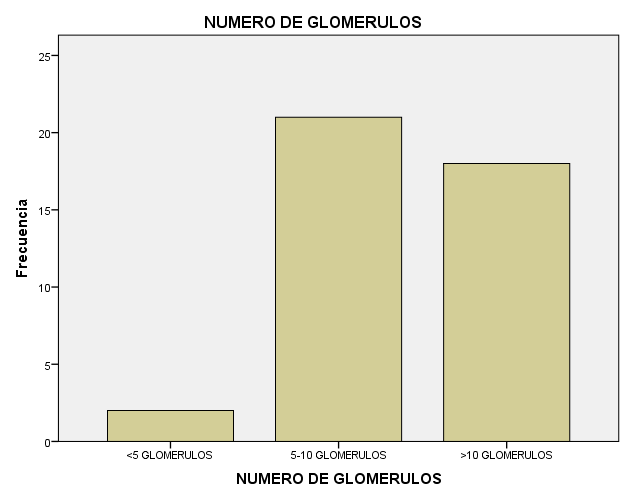 NUMERO DE GLOMERULOS
25
20
15
10
5
0
Frecuencia
<5 GLOMERULOS
5-10 GLOMERULOS
>10 GLOMERULOS
NUMERO DE GLOMERULOS